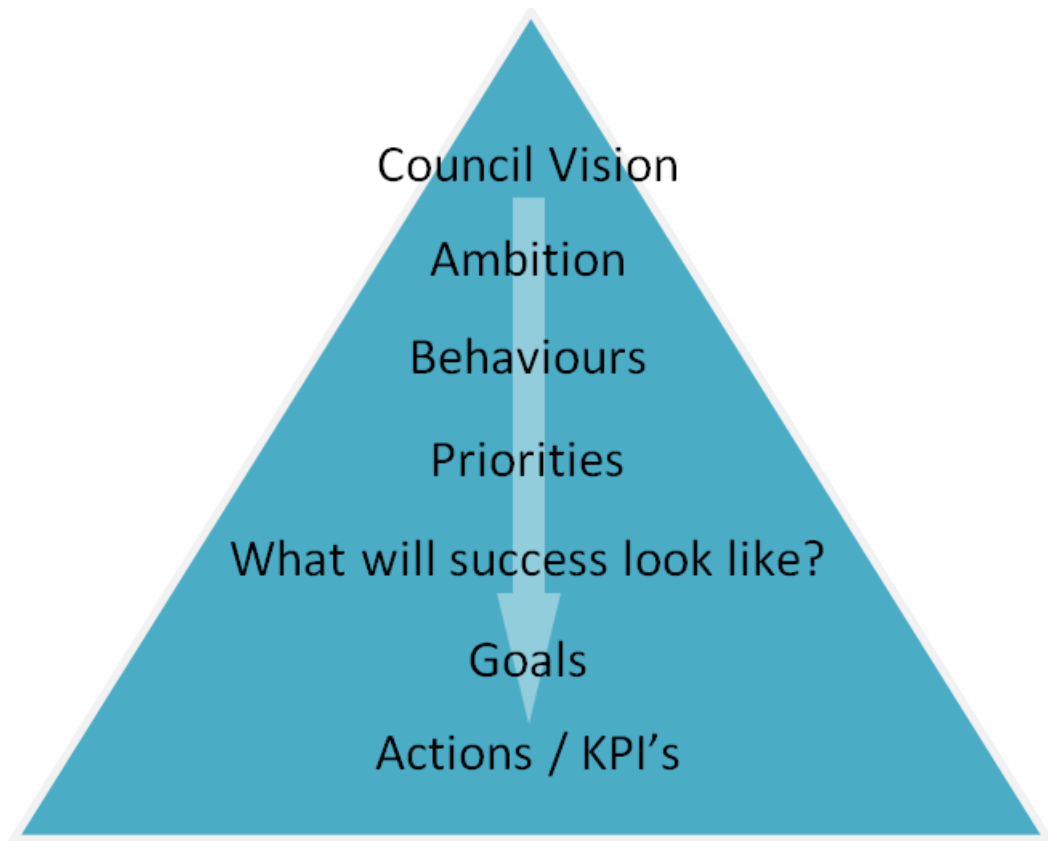 Council Vision
Ambition
Behaviours
Priorities
What will success look like?
Goals
Actions / KPI’s